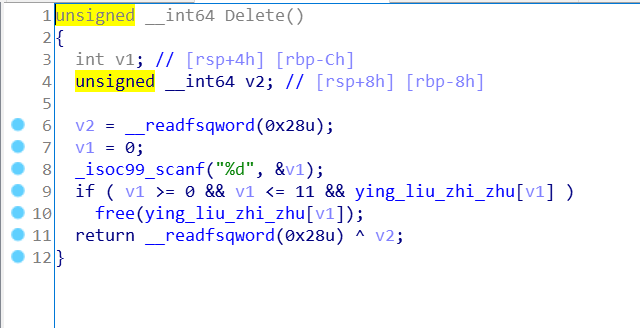 1 unsigned __int64 Delete()
2 {
3 int v1; // [rsp+4h] [rbp-Ch]
4 unsigned __int64 v2; // [rsp+8h] [rbp-8h]
5
6 v2 = __readfsqword(0x28u);
7 v1 = 0;
8 _isoc99_scanf("%d", &v1);
9 if ( v1 >= 0 && v1 <= 11 && ying_liu_zhi_zhu[v1] )
10 free(ying_liu_zhi_zhu[v1]);
11 return __readfsqword(0x28u) ^ v2;
12 }